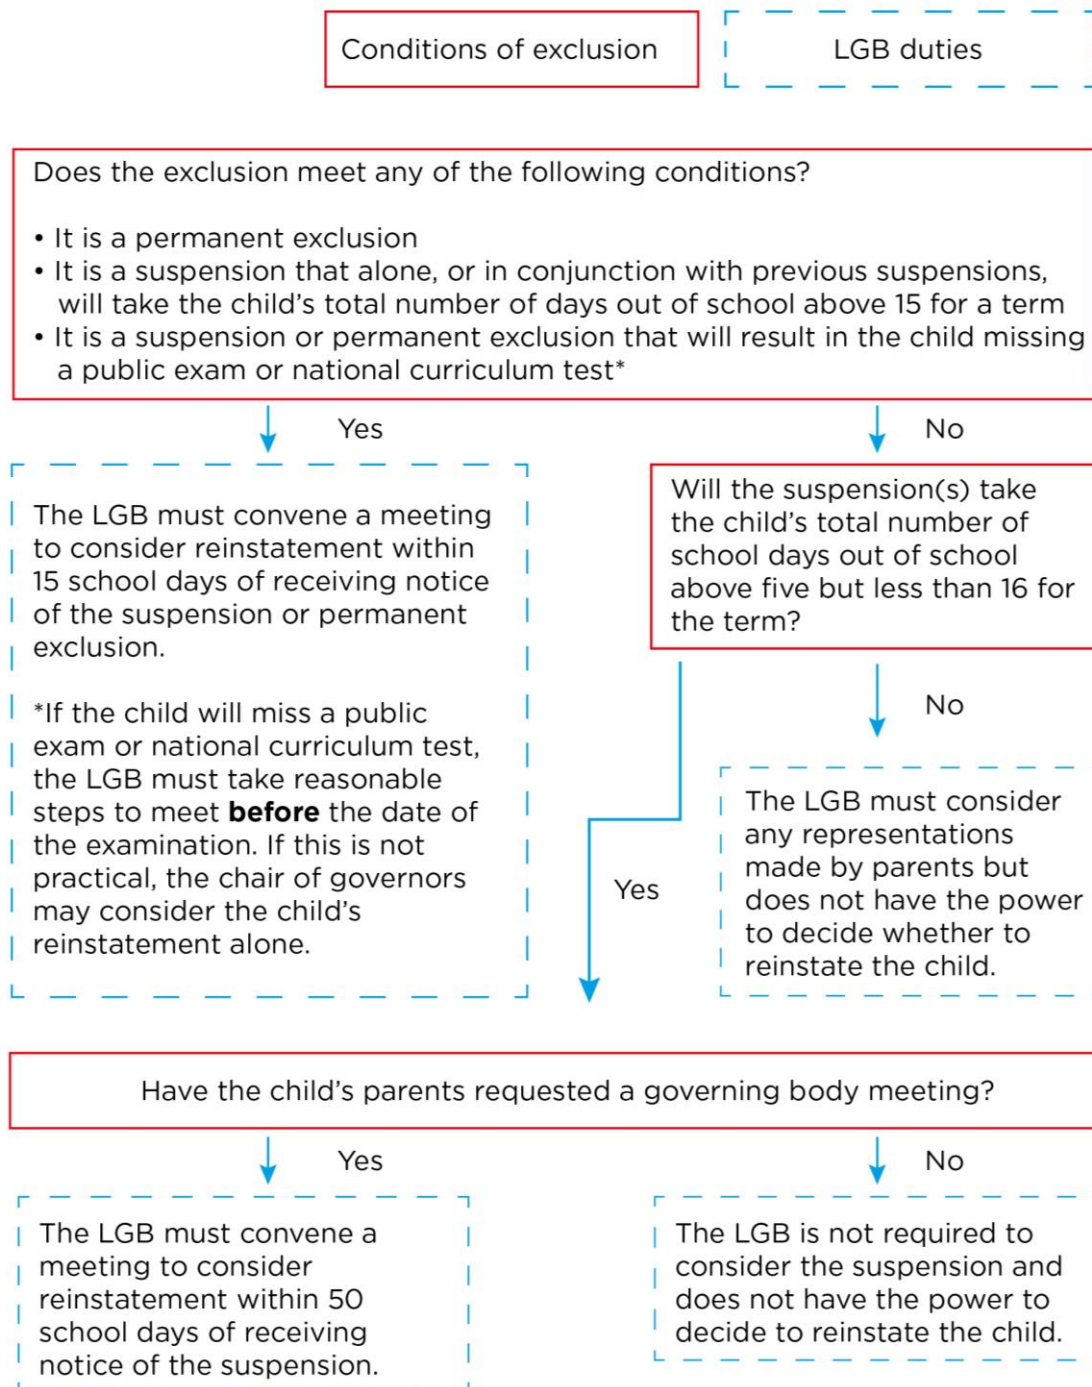 Conditions of exclusion
LGB duties
Does the exclusion meet any of the following conditions?
• It is a permanent exclusion
• It is a suspension that alone, or in conjunction with previous suspensions,
will take the child’s total number of days out of school above 15 for a term
• It is a suspension or permanent exclusion that will result in the child missing
a public exam or national curriculum test*
Yes
No
The LGB must convene a meeting
to consider reinstatement within
15 school days of receiving notice
of the suspension or permanent
exclusion.
*If the child will miss a public
exam or national curriculum test,
the LGB must take reasonable
steps to meet before the date of
the examination. If this is not
practical, the chair of governors
may consider the child’s
reinstatement alone.
Will the suspension(s) take
the child’s total number of
school days out of school
above five but less than 16 for
the term?
No
Yes
The LGB must consider
any representations
made by parents but
does not have the power
to decide whether to
reinstate the child.
Have the child’s parents requested a governing body meeting?
Yes
No
The LGB must convene a
meeting to consider
reinstatement within 50
school days of receiving
notice of the suspension.
The LGB is not required to
consider the suspension and
does not have the power to
decide to reinstate the child.